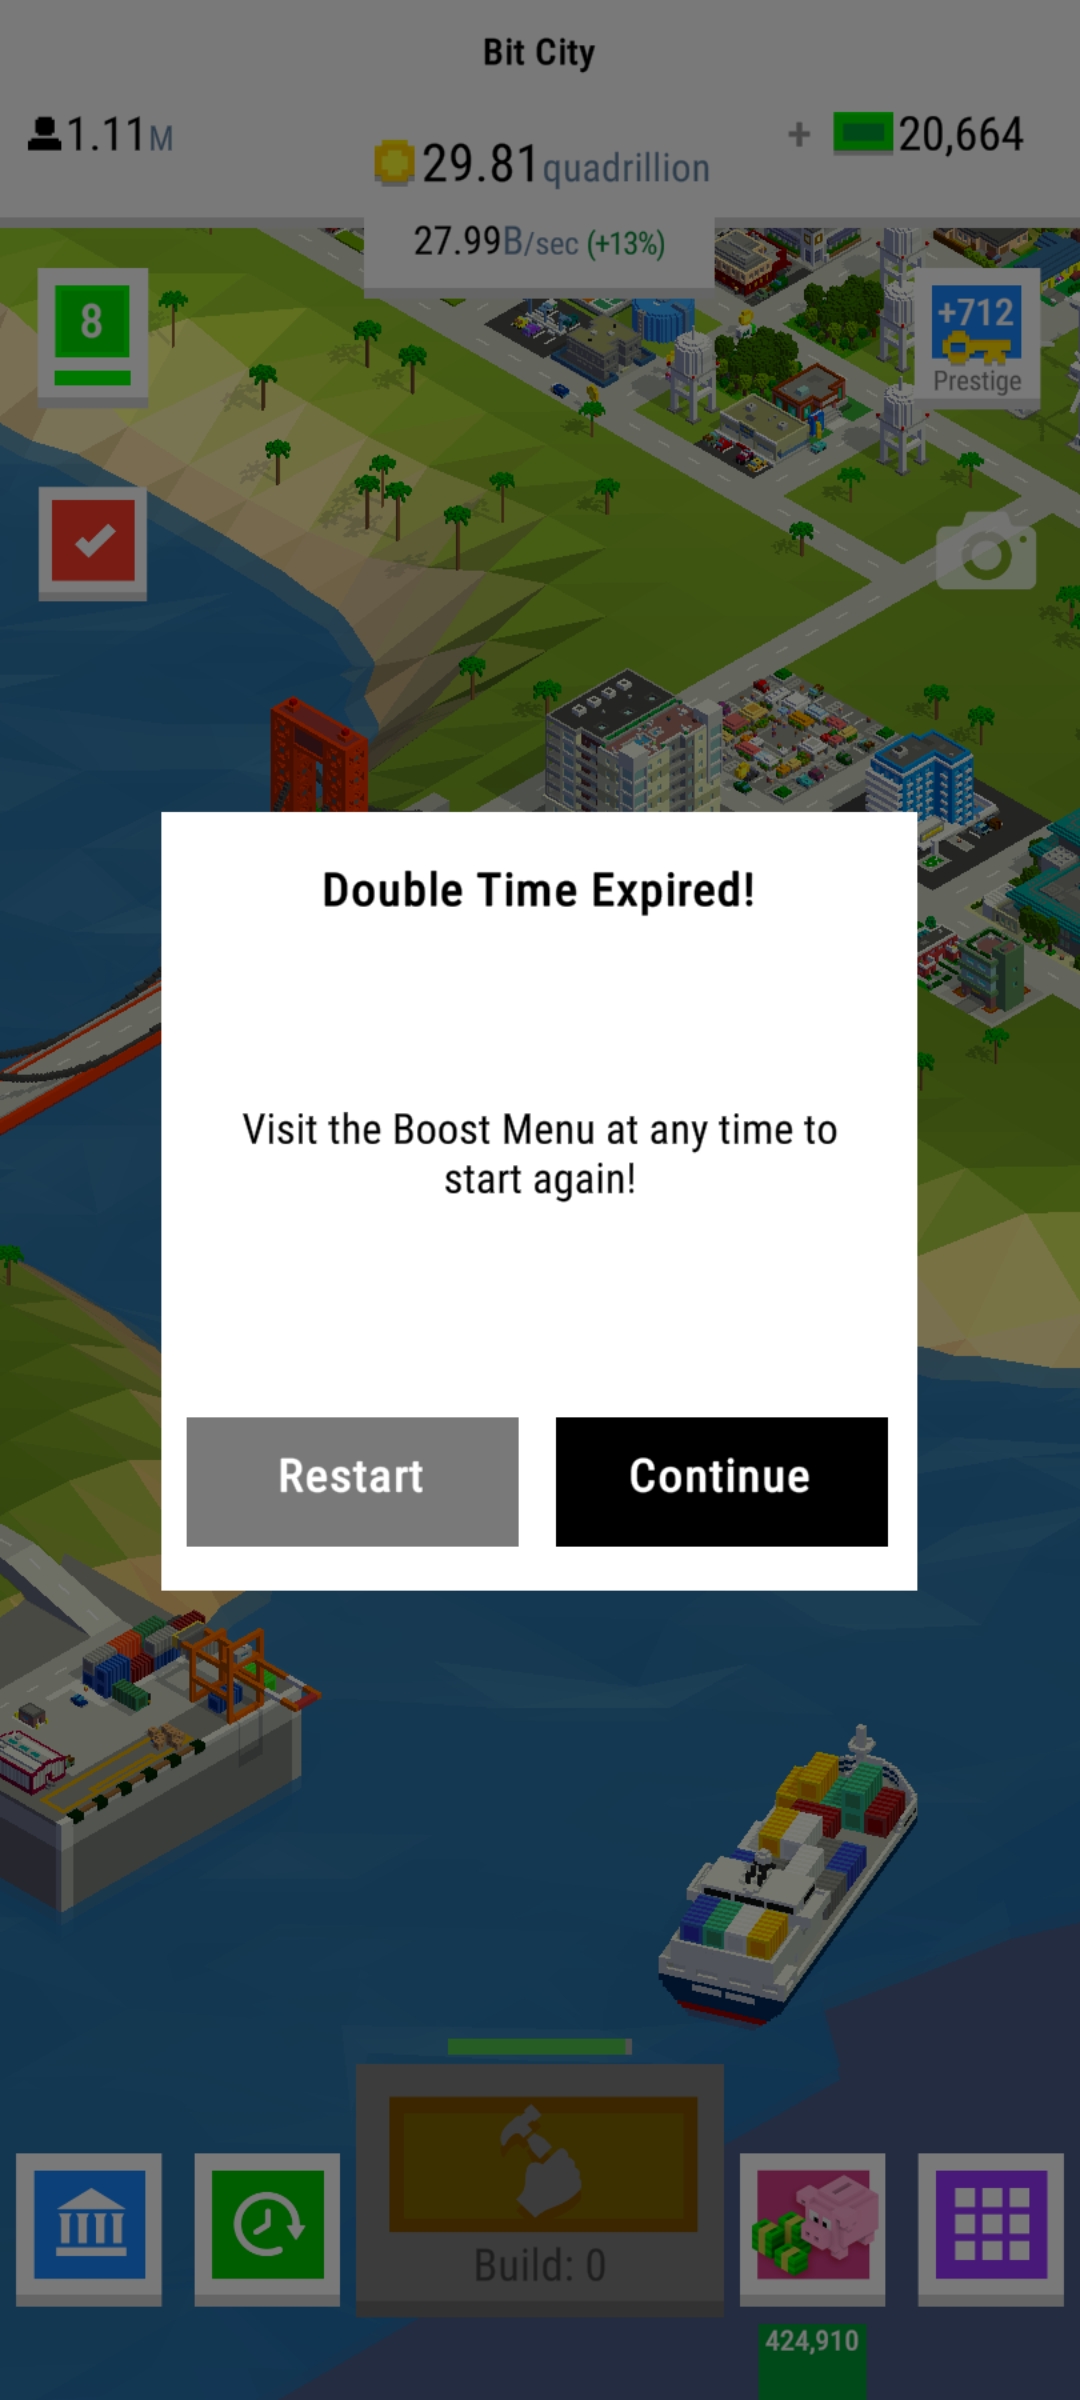 Bit City
1.11M
29.81quadrillion
+ 20,664
27.99B/sec (+13%)
8
+712
Prestige
Double Time Expired!
Visit the Boost Menu at any time to
start again!
Restart
Continue
Build: 0
424,910